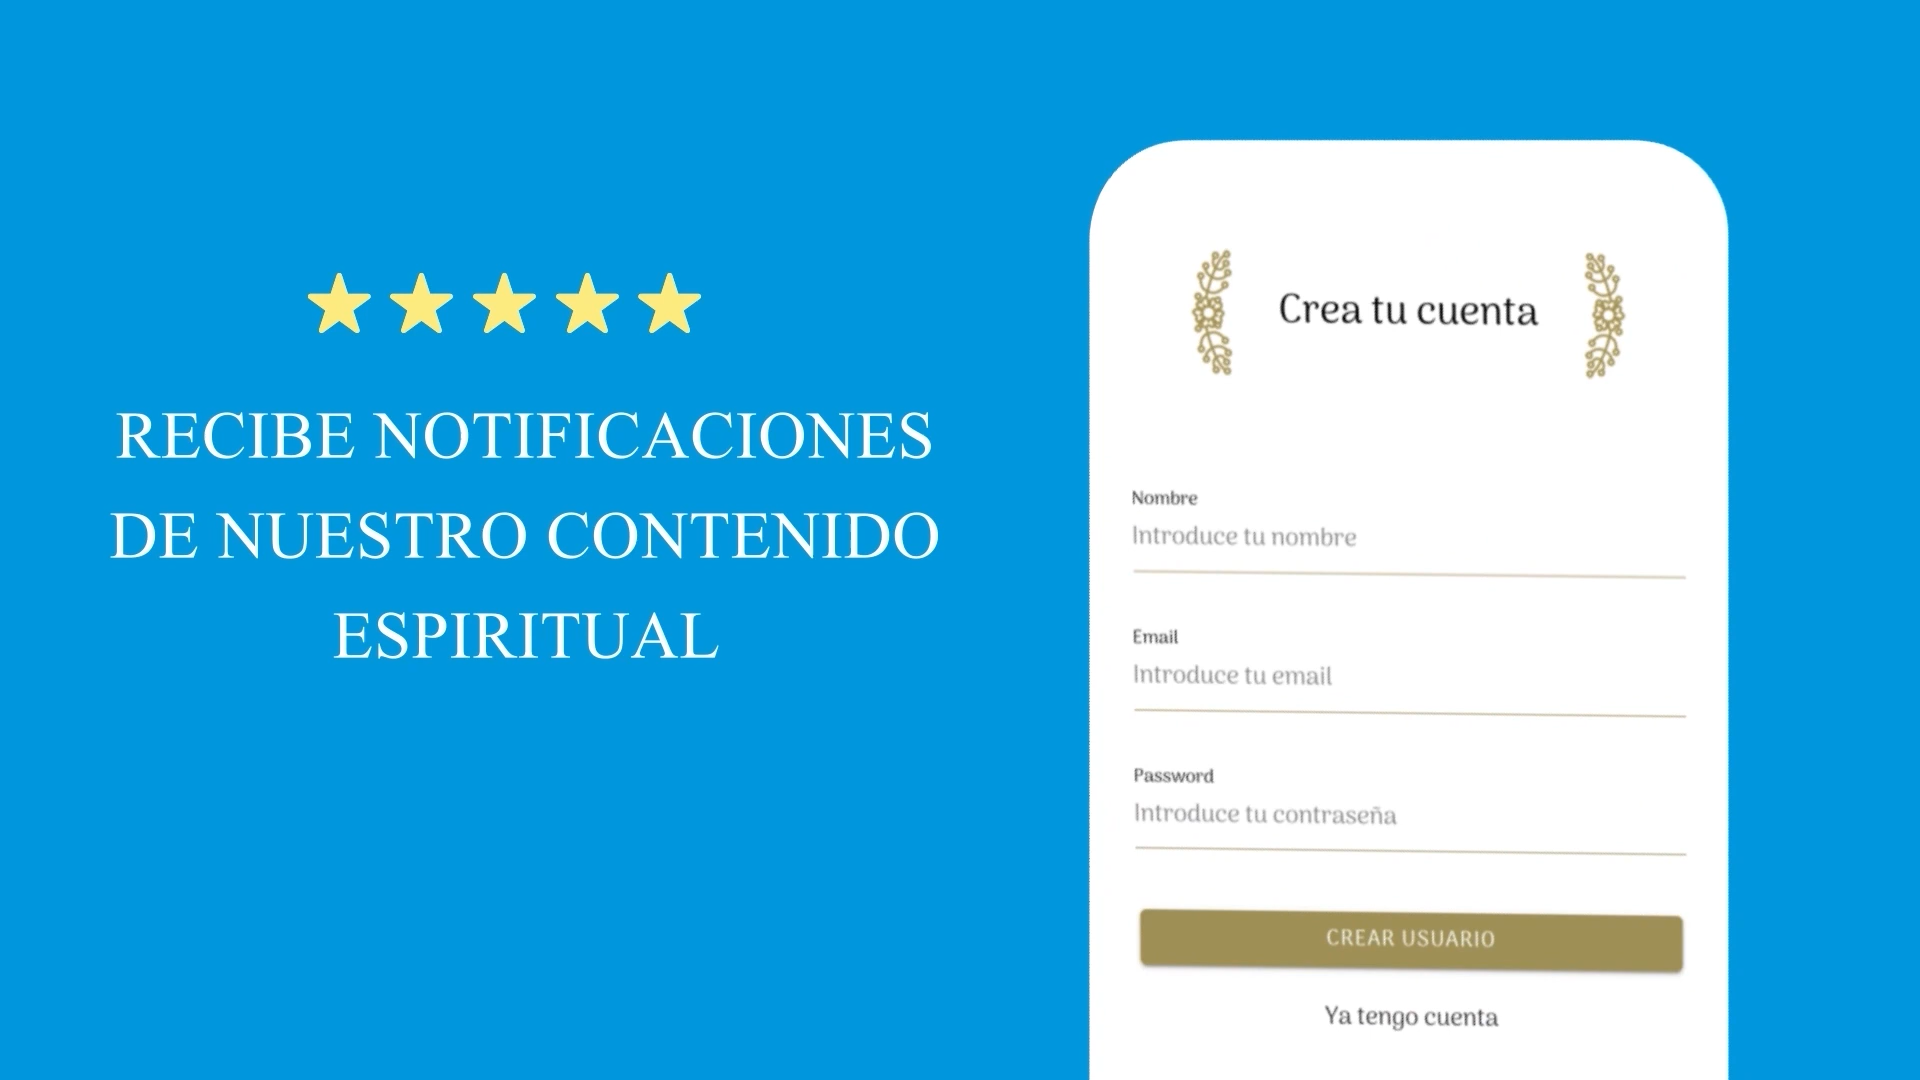 RECIBE NOTIFICACIONES
DE NUESTRO CONTENIDO
ESPIRITUAL
Crea tu cuenta
Nombre
Introduce tu nombre
Email
Introduce tu email
Password
Introduce tu contraseña
CREAR USUARIO
Ya tengo cuenta